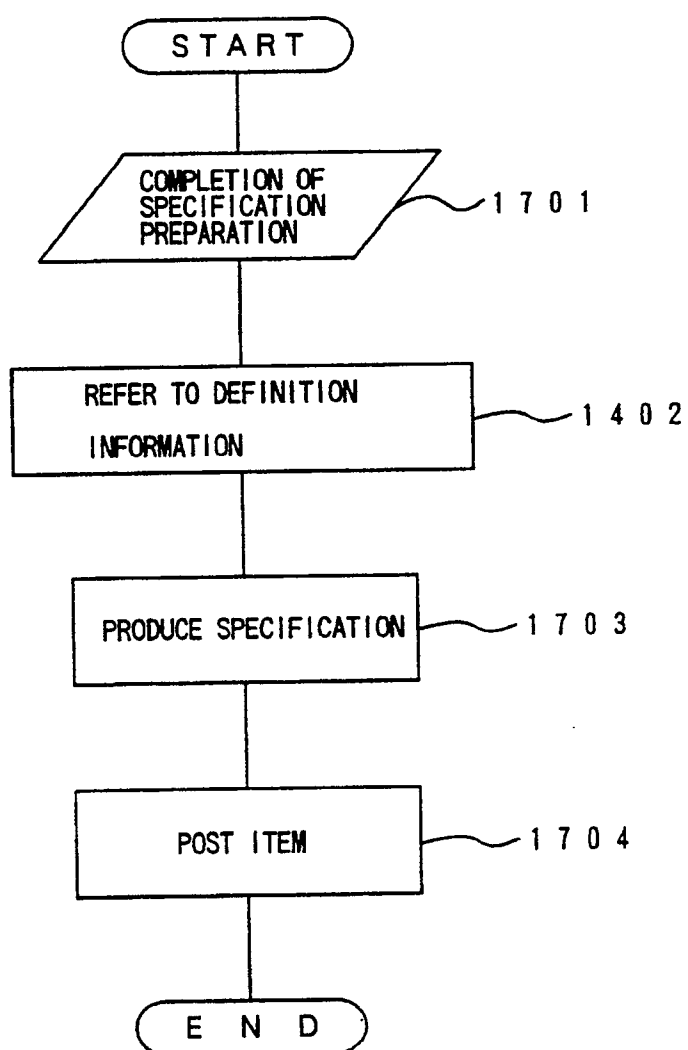 START
COMPLETION OF
SPECIFICATION
PREPARATION
1701
REFER TO DEFINITION
INFORMATION
1402
PRODUCE SPECIFICATION
1703
POST ITEM
1704
END